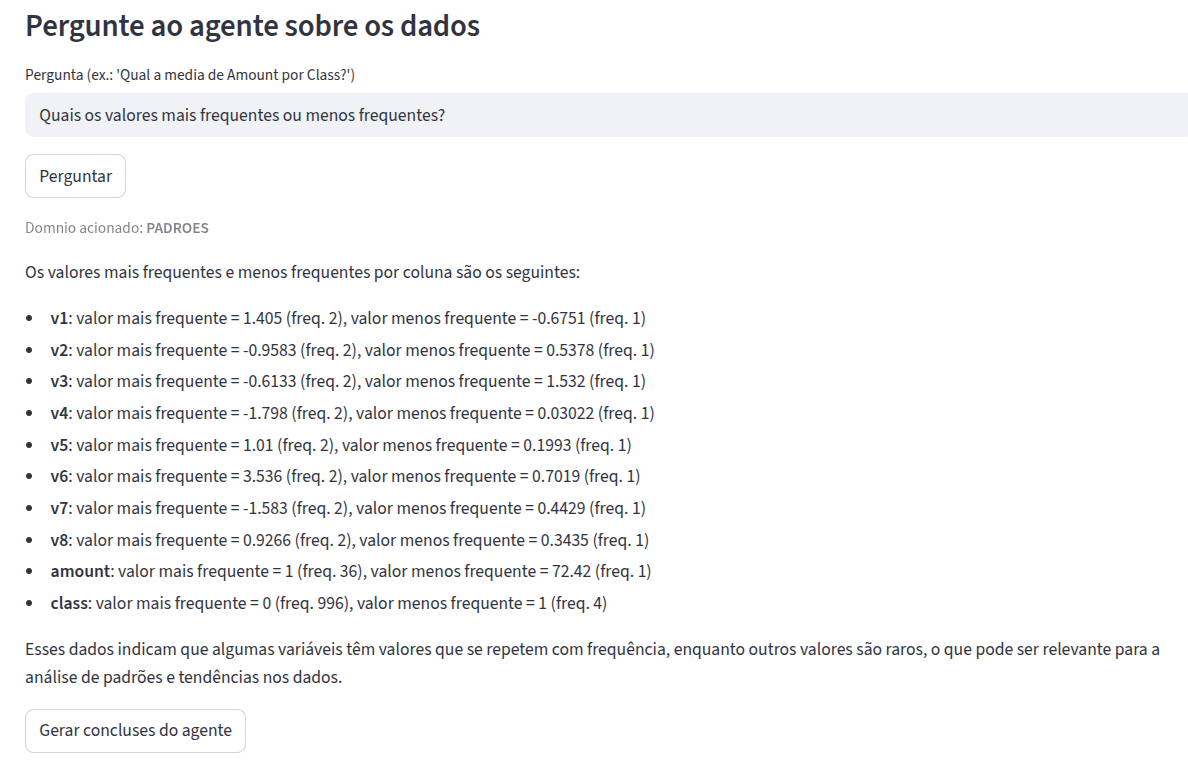 Pergunte ao agente sobre os dados
Pergunta (ex.: 'Qual a media de Amount por Class?')
Quais os valores mais frequentes ou menos frequentes?
Perguntar
Domnio acionado: PADROES
Os valores mais frequentes e menos frequentes por coluna são os seguintes:
• v1: valor mais frequente = 1.405 (freq. 2), valor menos frequente = -0.6751 (freq. 1)
• v2: valor mais frequente = -0.9583 (freq. 2), valor menos frequente = 0.5378 (freq. 1)
• v3: valor mais frequente = -0.6133 (freq. 2), valor menos frequente = 1.532 (freq. 1)
• v4: valor mais frequente = -1.798 (freq. 2), valor menos frequente = 0.03022 (freq. 1)
• v5: valor mais frequente = 1.01 (freq. 2), valor menos frequente = 0.1993 (freq. 1)
• v6: valor mais frequente = 3.536 (freq. 2), valor menos frequente = 0.7019 (freq. 1)
• v7: valor mais frequente = -1.583 (freq. 2), valor menos frequente = 0.4429 (freq. 1)
• v8: valor mais frequente = 0.9266 (freq. 2), valor menos frequente = 0.3435 (freq. 1)
• amount: valor mais frequente = 1 (freq. 36), valor menos frequente = 72.42 (freq. 1)
• class: valor mais frequente = 0 (freq. 996), valor menos frequente = 1 (freq. 4)
Esses dados indicam que algumas variáveis têm valores que se repetem com frequência, enquanto outros valores são raros, o que pode ser relevante para a
análise de padrões e tendências nos dados.
Gerar concluses do agente